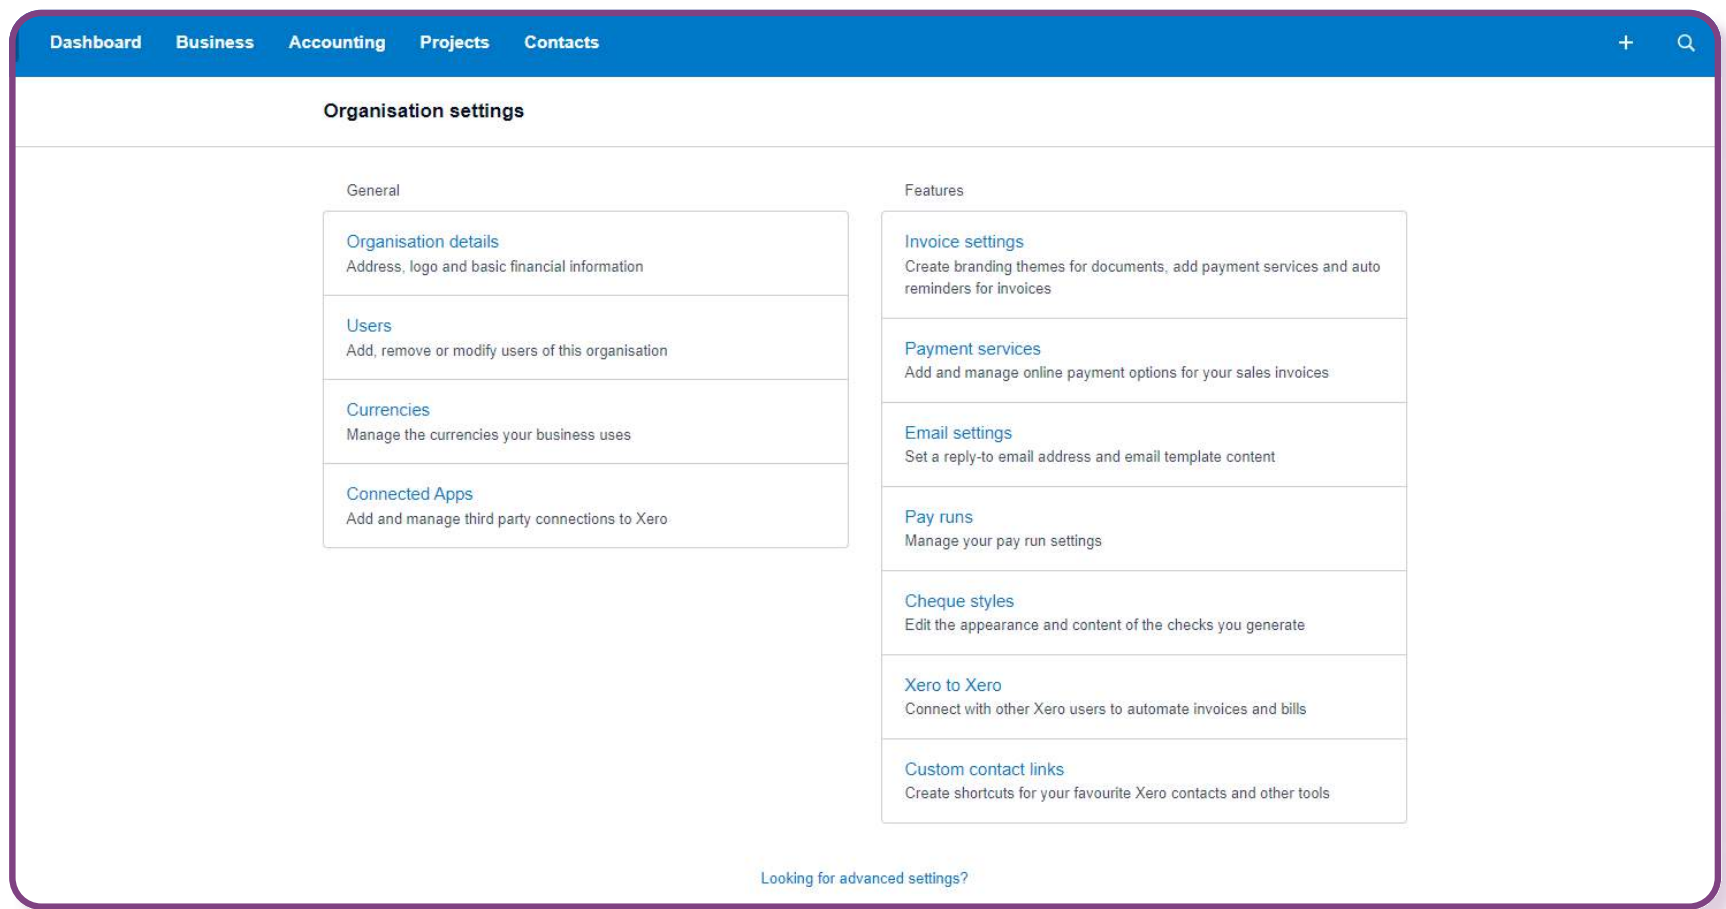 Dashboard Business Accounting Projects Contacts
Organisation settings
General
Organisation details
Address, logo and basic financial information
Users
Add, remove or modify users of this organisation
Currencies
Manage the currencies your business uses
Connected Apps
Add and manage third party connections to Xero
Features
Invoice settings
Create branding themes for documents, add payment services and auto
reminders for invoices
Payment services
Add and manage online payment options for your sales invoices
Email settings
Set a reply-to email address and email template content
Pay runs
Manage your pay run settings
Cheque styles
Edit the appearance and content of the checks you generate
Xero to Xero
Connect with other Xero users to automate invoices and bills
Custom contact links
Create shortcuts for your favourite Xero contacts and other tools
Looking for advanced settings?